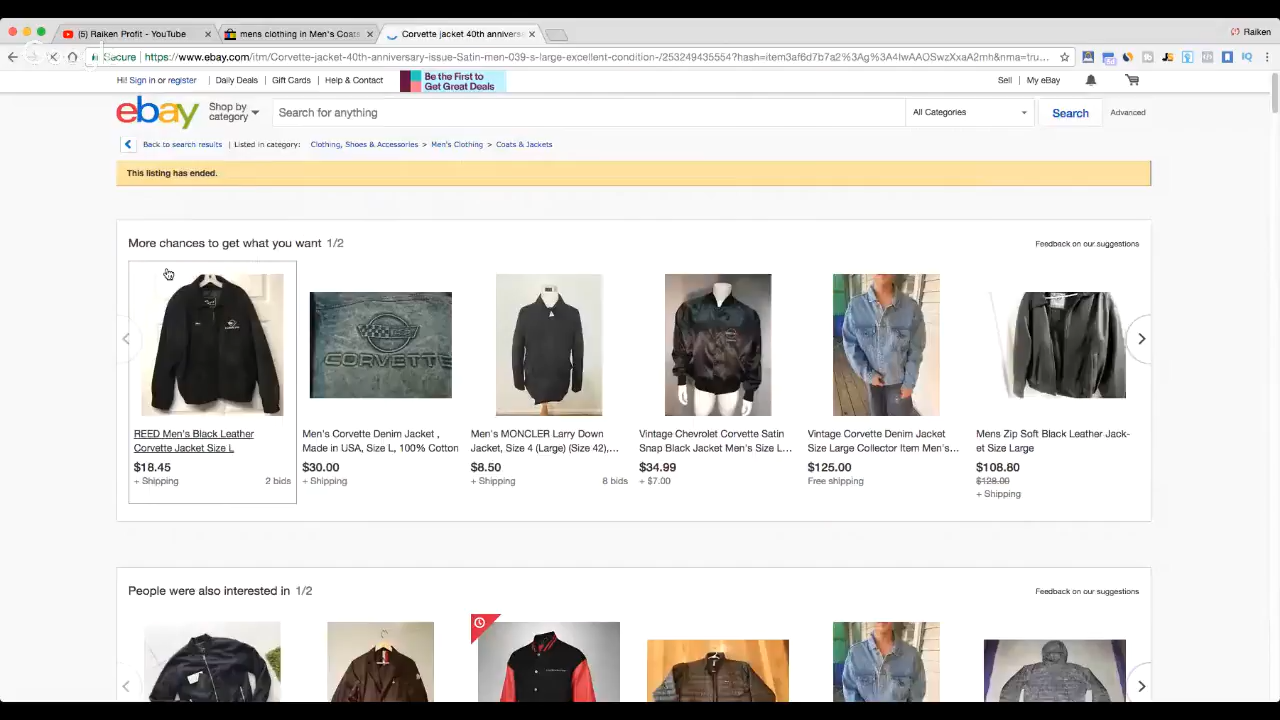 (5) Raiken Profit - YouTube
mens clothing in Men's Coats
Corvette jacket 40th anniversa
Raiken
Secure https://www.ebay.com/itm/Corvette-jacket-40th-anniversary-issue-Satin-men-039-s-large-excellent-condition-/253249435554?hash=item3af6d7b7a2%3Ag%3A4IwAAOSwzXxaA2mh&nma=tru...
Hi! Sign in or register
Daily Deals
Gift Cards
Help & Contact
Be the First to
Get Great Deals
Sell
My eBay
ebay
Shop by
category
Search for anything
All Categories
Search
Advanced
Back to search results | Listed in category: Clothing, Shoes & Accessories > Men's Clothing > Coats & Jackets
This listing has ended.
More chances to get what you want 1/2
Feedback on our suggestions
CORVETTE
REED Men's Black Leather
Corvette Jacket Size L
$18.45
+ Shipping
2 bids
Men's Corvette Denim Jacket ,
Made in USA, Size L, 100% Cotton
$30.00
+ Shipping
Men's MONCLER Larry Down
Jacket, Size 4 (Large) (Size 42),...
$8.50
+ Shipping
8 bids
Vintage Chevrolet Corvette Satin
Snap Black Jacket Men's Size L...
$34.99
+ $7.00
Vintage Corvette Denim Jacket
Size Large Collector Item Men's...
$125.00
Free shipping
Mens Zip Soft Black Leather Jack-
et Size Large
$108.80
$128.00
+ Shipping
People were also interested in 1/2
Feedback on our suggestions